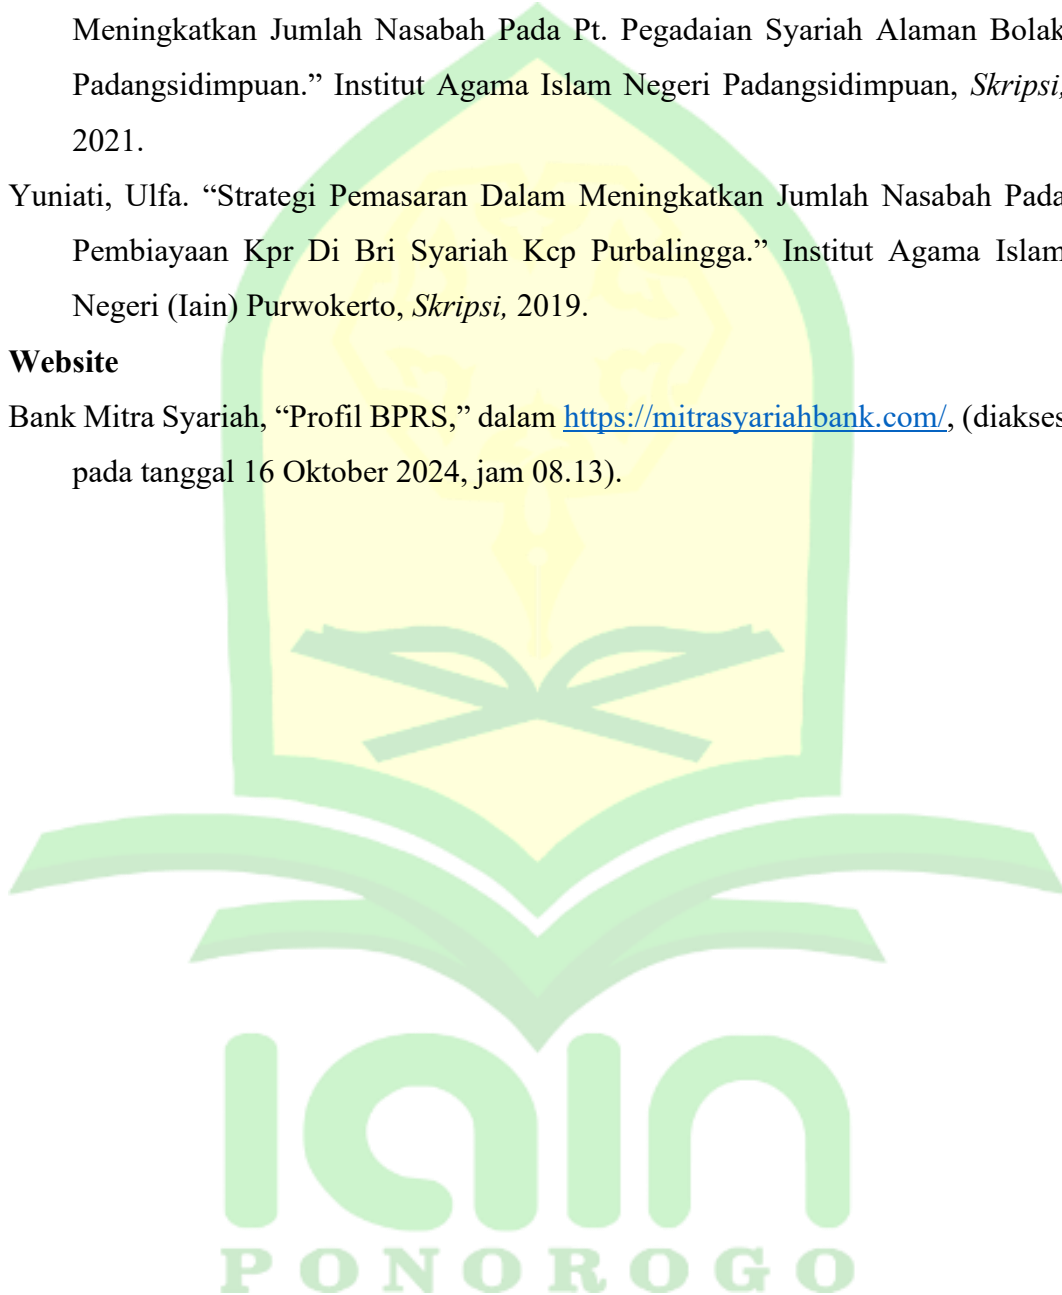 Meningkatkan Jumlah Nasabah Pada Pt. Pegadaian Syariah Alaman Bolak
Padangsidimpuan.” Institut Agama Islam Negeri Padangsidimpuan, Skripsi,
2021.
Yuniati, Ulfa. “Strategi Pemasaran Dalam Meningkatkan Jumlah Nasabah Pada
Pembiayaan Kpr Di Bri Syariah Kcp Purbalingga.” Institut Agama Islam
Negeri (Iain) Purwokerto, Skripsi, 2019.
Website
Bank Mitra Syariah, “Profil BPRS,” dalam https://mitrasyariahbank.com/, (diakses
pada tanggal 16 Oktober 2024, jam 08.13).
iain
PONOROGO